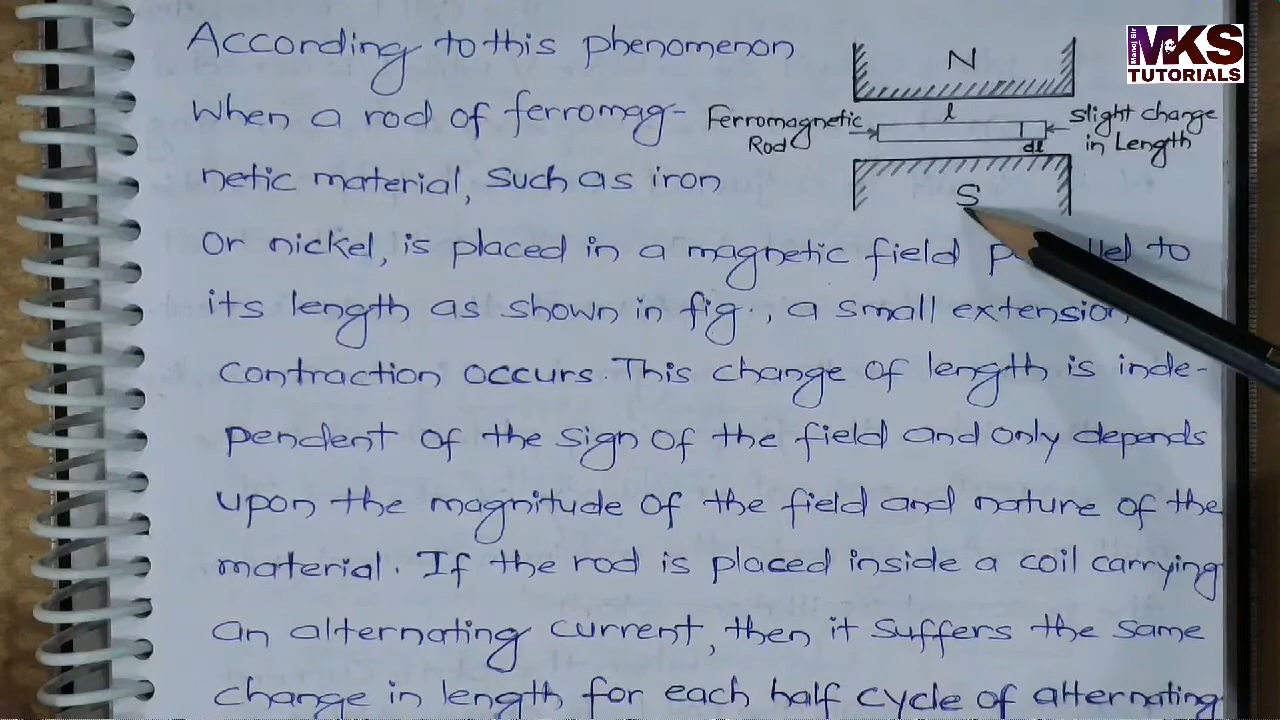 According to this phenomenon
When a rod of ferromag-
netic material, such as iron
Or nickel, is placed in a magnetic field to
its length as shown in fig., a small extension
contraction occurs. This change of length is inde-
pendent of the sign of the field and only depends
upon the magnitude of the field and nature of the
material. If the rod is placed inside a coil carrying
an alternating current, then it suffers the same
change in length for each half cycle of alternating
N
l
Ferromagnetic
Rod
slight change
in Length
dl
S
Manoj Sir
MKS
TUTORIALS